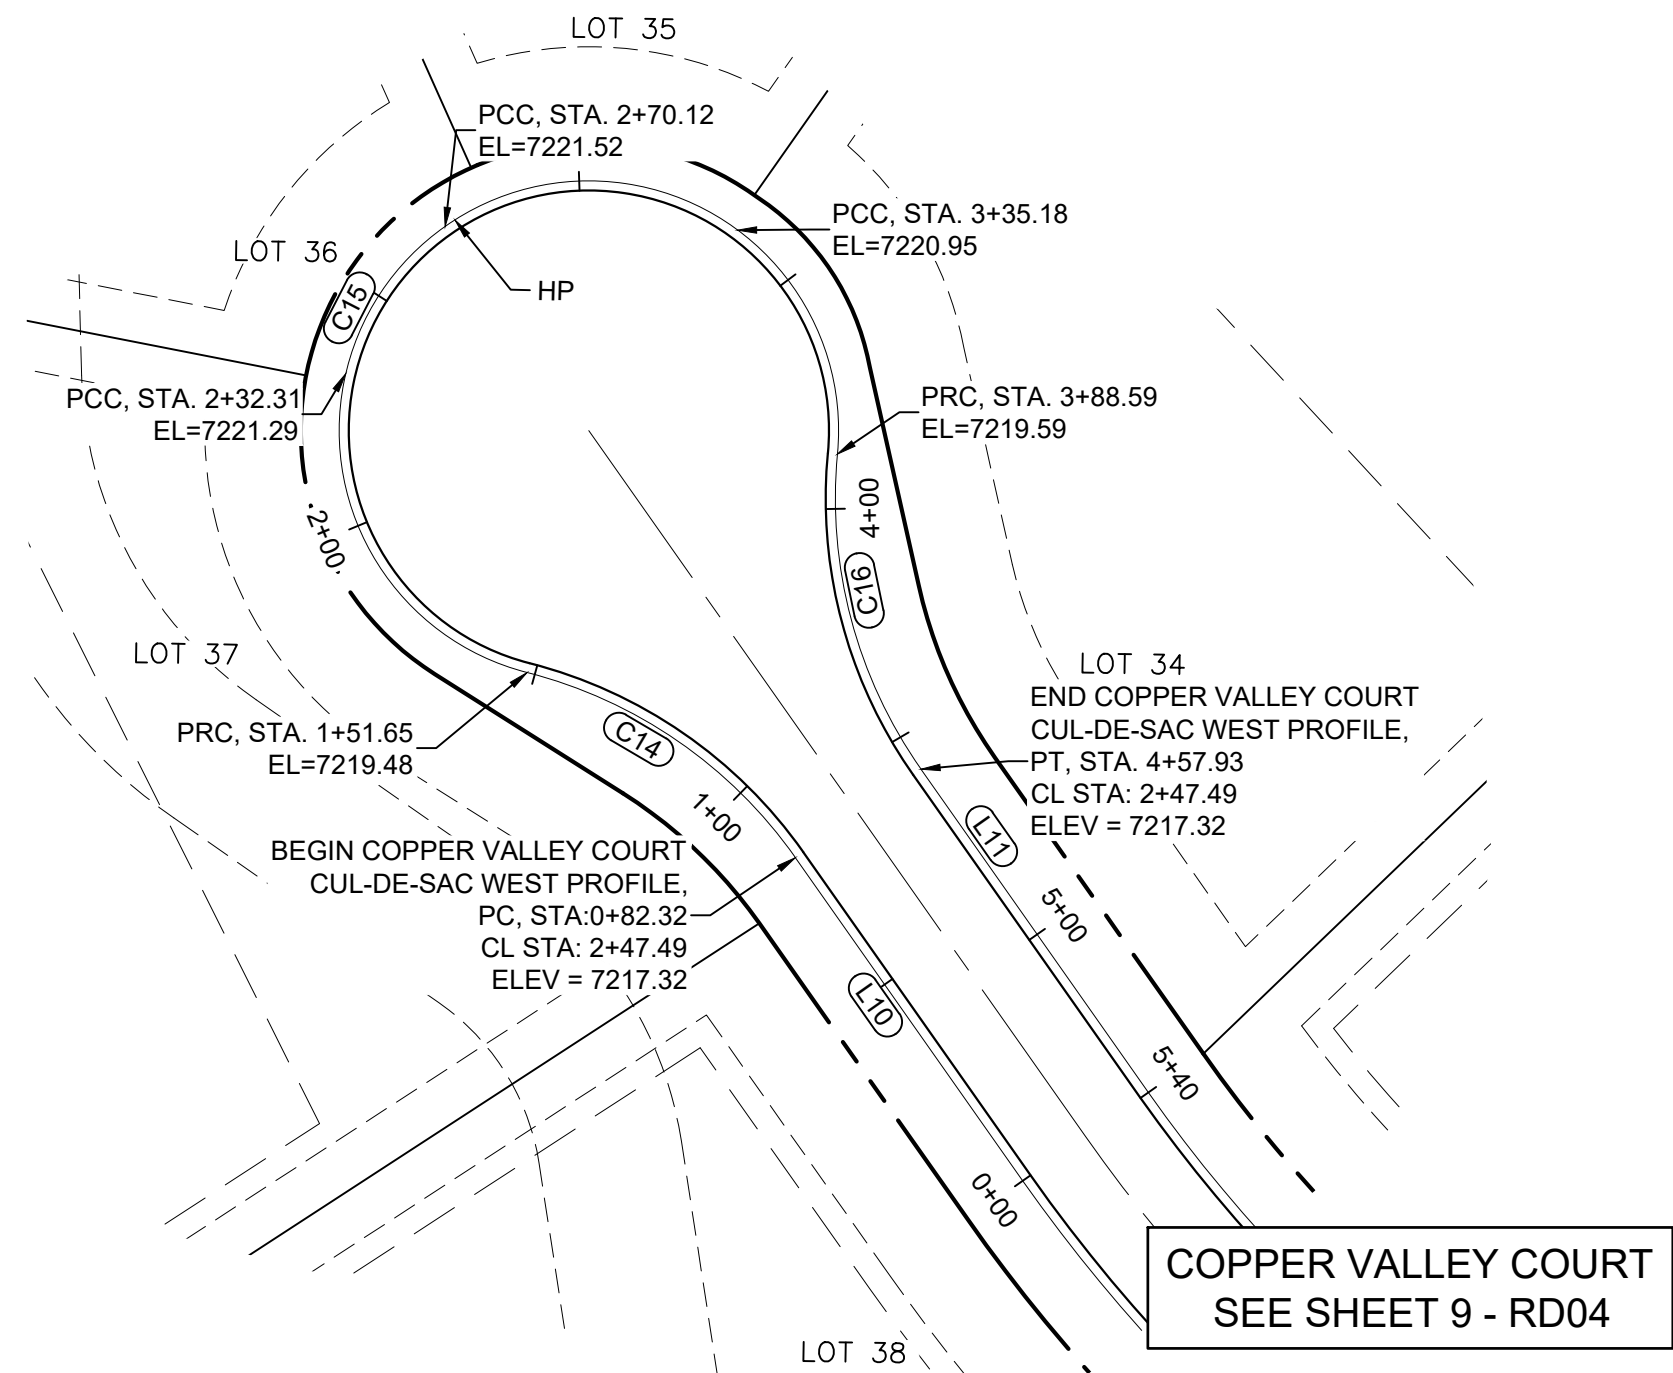 LOT 35
PCC, STA. 2+70.12
EL=7221.52
PCC, STA. 3+35.18
EL=7220.95
LOT 36
HP
C15
PCC, STA. 2+32.31
EL=7221.29
PRC, STA. 3+88.59
EL=7219.59
4+00
2+00
C16
LOT 37
LOT 34
END COPPER VALLEY COURT
CUL-DE-SAC WEST PROFILE,
PT, STA. 4+57.93
CL STA: 2+47.49
ELEV = 7217.32
PRC, STA. 1+51.65
EL=7219.48
C14
1+00
L11
BEGIN COPPER VALLEY COURT
CUL-DE-SAC WEST PROFILE,
PC, STA:0+82.32
CL STA: 2+47.49
ELEV = 7217.32
5+00
L10
5+40
0+00
COPPER VALLEY COURT
SEE SHEET 9 - RD04
LOT 38